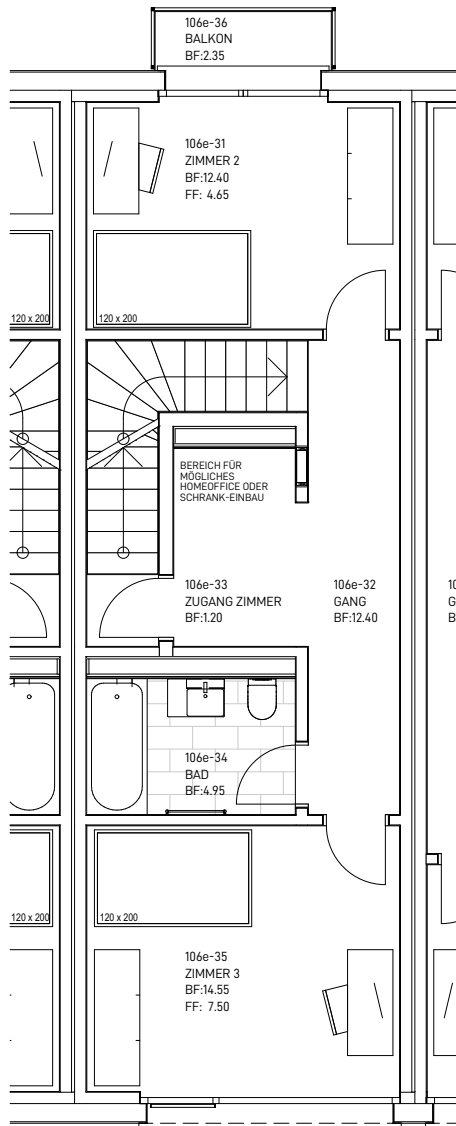 106e-36
BALKON
BF:2.35
106e-31
ZIMMER 2
BF:12.40
FF: 4.65
120 x 200
120 x 200
BEREICH FÜR
MÖGLICHES
HOMEOFFICE ODER
SCHRANK-EINBAU
106e-33
ZUGANG ZIMMER
BF:1.20
106e-32
GANG
BF:12.40
10
G
B
106e-34
BAD
BF:4.95
120 x 200
120 x 200
106e-35
ZIMMER 3
BF:14.55
FF: 7.50